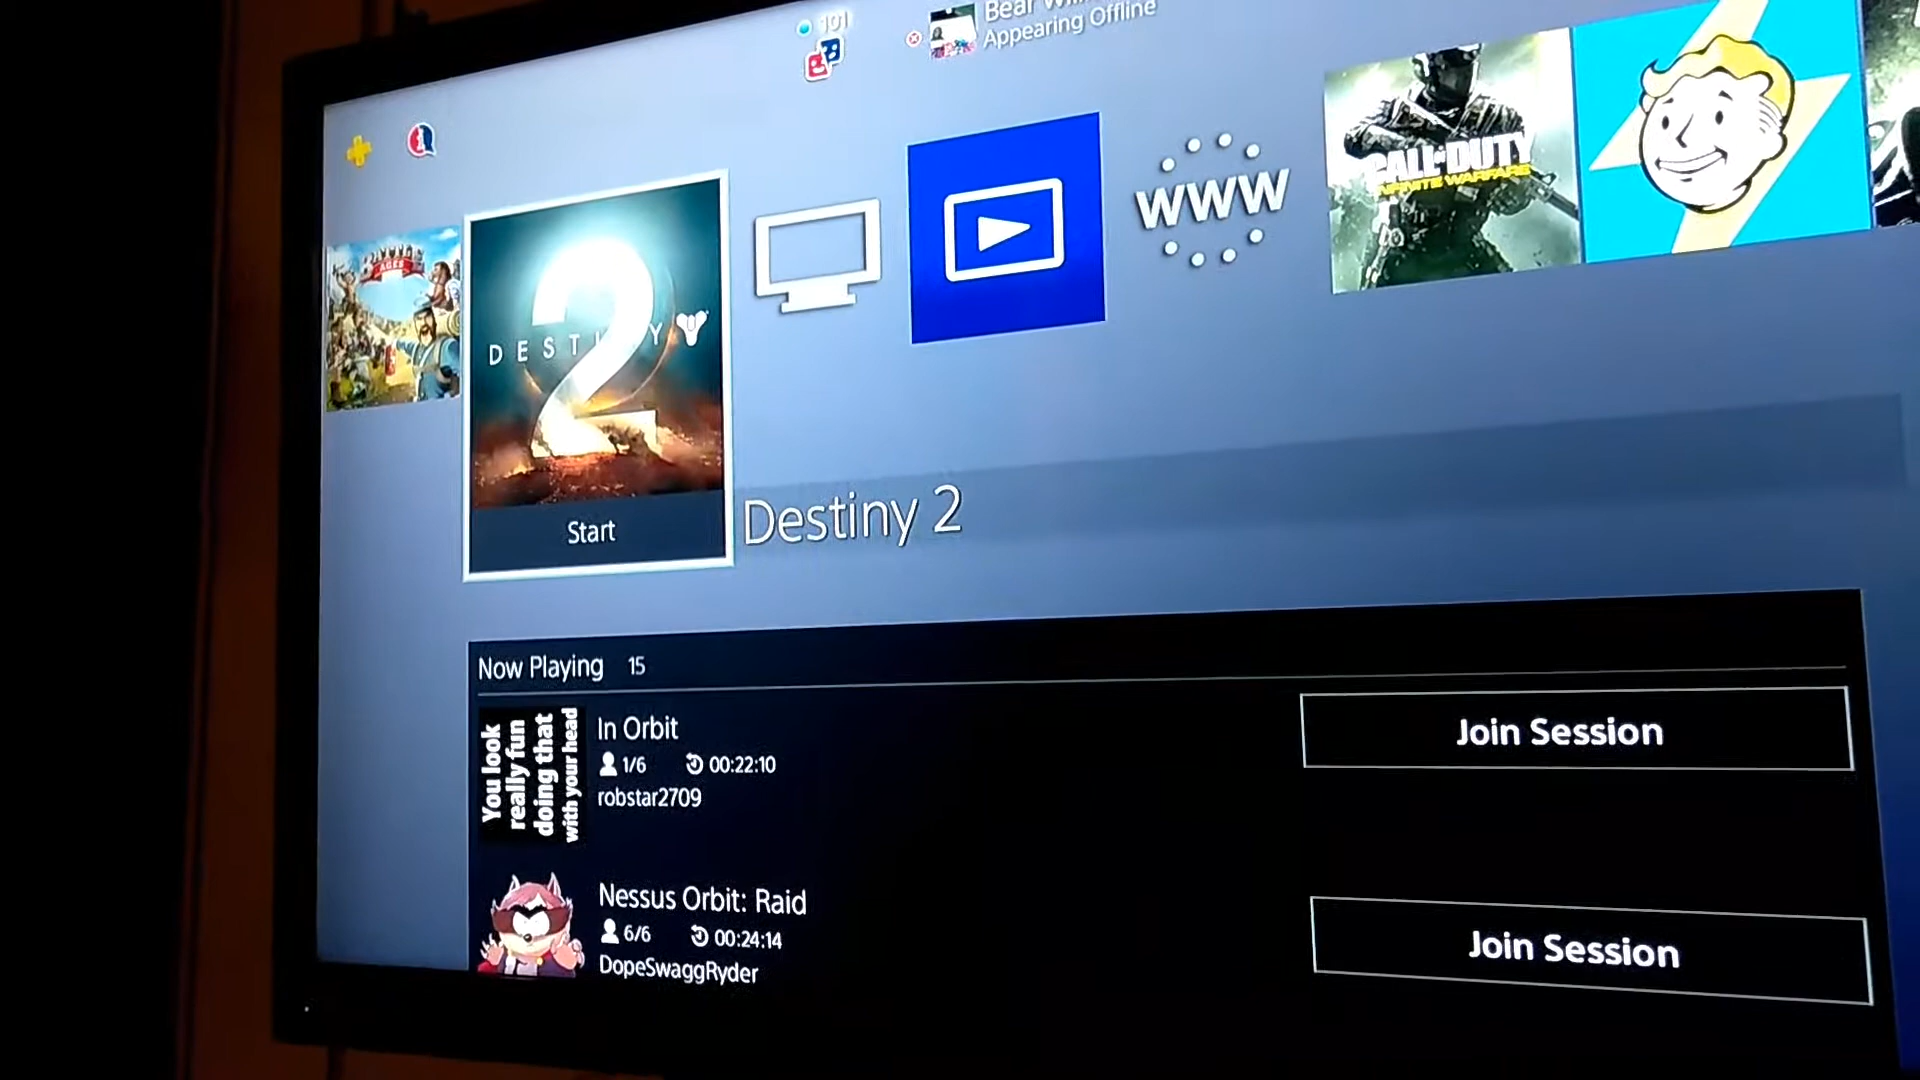 101
Bear
Appearing Offline
AGES
DESTINY
2
Start
Destiny 2
WWW
CALL OF DUTY
INFINITE WARFARE
Now Playing 15
You look
really fun
doing that
with your head
In Orbit
1/6 00:22:10
robstar2709
Join Session
Nessus Orbit: Raid
6/6 00:24:14
DopeSwaggRyder
Join Session